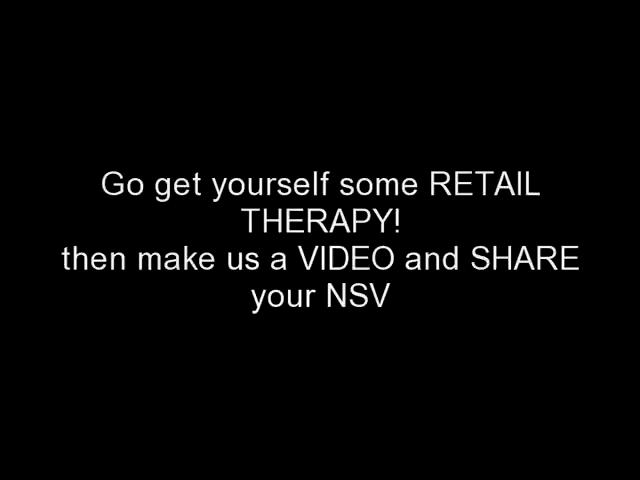 Go get yourself some RETAIL
THERAPY!
then make us a VIDEO and SHARE
your NSV